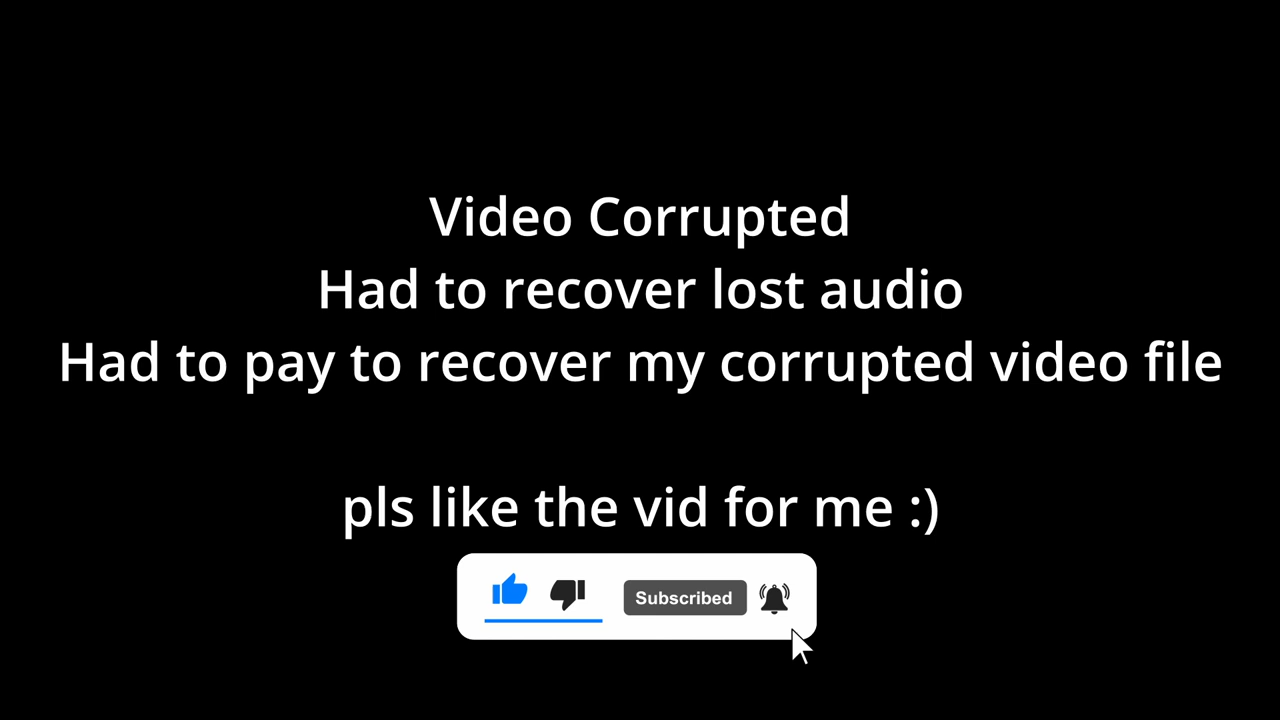 Video Corrupted
Had to recover lost audio
Had to pay to recover my corrupted video file
pls like the vid for me :)
Subscribed